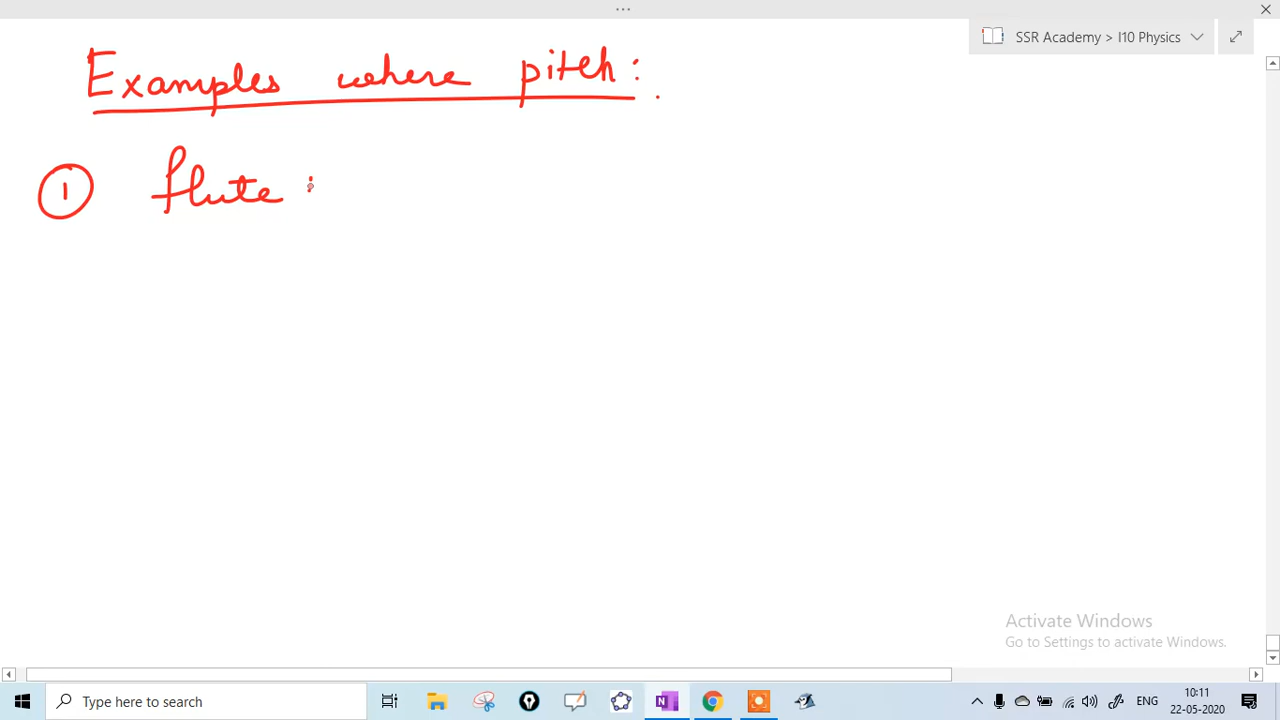 SSR Academy > I10 Physics
Examples where pitch:
① flute :
Activate Windows
Go to Settings to activate Windows.
Type here to search
ENG
10:11
22-05-2020